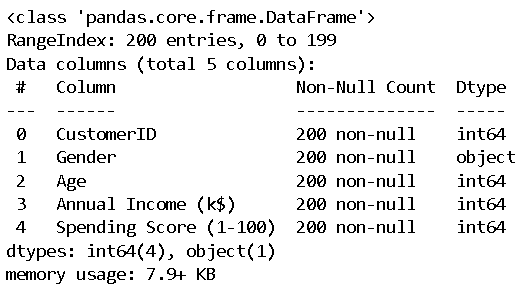 <class 'pandas.core.frame.DataFrame'>
RangeIndex: 200 entries, 0 to 199
Data columns (total 5 columns):
 #   Column                  Non-Null Count  Dtype
---  ------                  --------------  -----
 0   CustomerID              200 non-null    int64
 1   Gender                  200 non-null    object
 2   Age                     200 non-null    int64
 3   Annual Income (k$)      200 non-null    int64
 4   Spending Score (1-100)  200 non-null    int64
dtypes: int64(4), object(1)
memory usage: 7.9+ KB